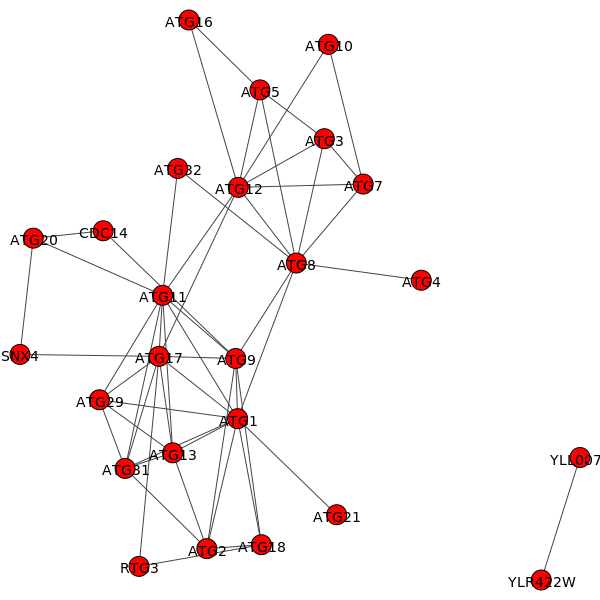 ATG16
ATG10
ATG5
ATG3
ATG32
ATG12
ATG7
CDC14
ATG20
ATG8
ATG4
ATG11
SNX4
ATG17
ATG9
ATG29
ATG1
ATG13
ATG31
YLL007
ATG21
ATG18
ATG2
RTG3
YLR422W